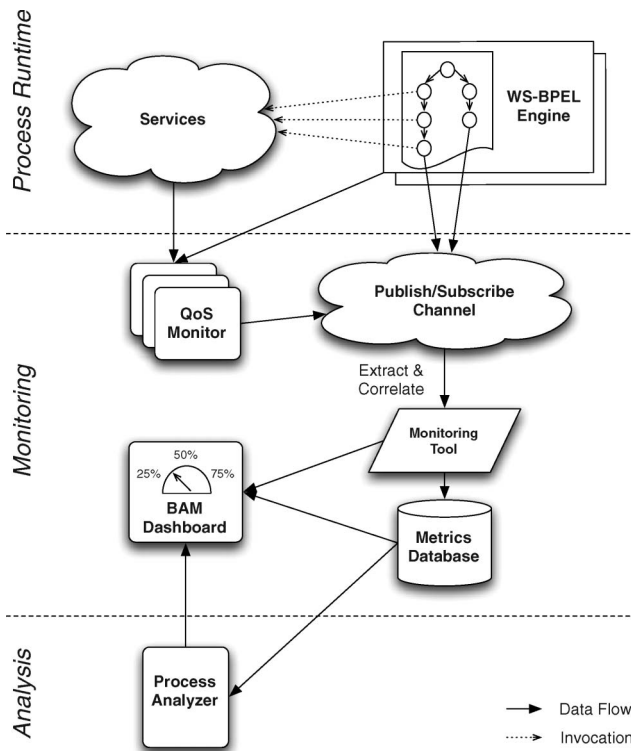 Process Runtime
Services
WS-BPEL
Engine
Monitoring
QoS
Monitor
Publish/Subscribe
Channel
Extract &
Correlate
Monitoring
Tool
25%
50%
75%
BAM
Dashboard
Metrics
Database
Analysis
Process
Analyzer
Data Flow
Invocation